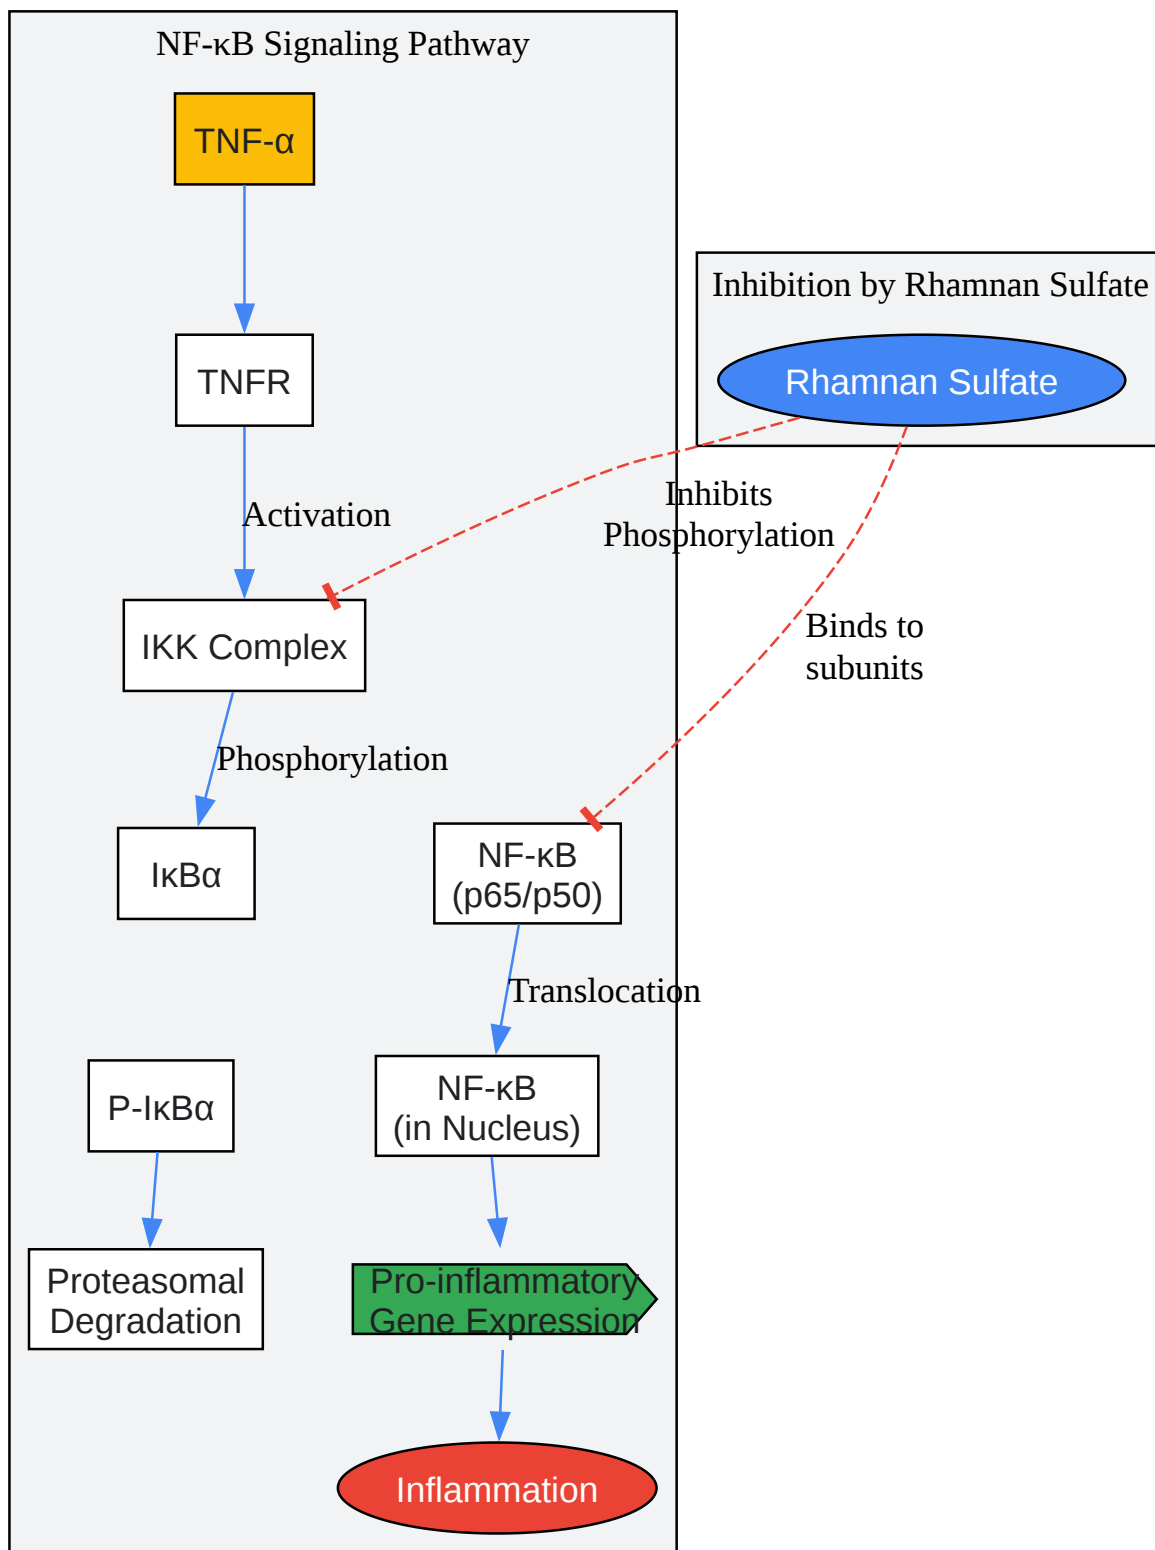 NF-κB Signaling Pathway
TNF-α
Inhibition by Rhamnan Sulfate
TNFR
Rhamnan Sulfate
Activation
Inhibits
Phosphorylation
IKK Complex
Binds to
subunits
Phosphorylation
IκBα
NF-κB
(p65/p50)
Translocation
P-IκBα
NF-κB
(in Nucleus)
Proteasomal
Degradation
Pro-inflammatory
Gene Expression
Inflammation